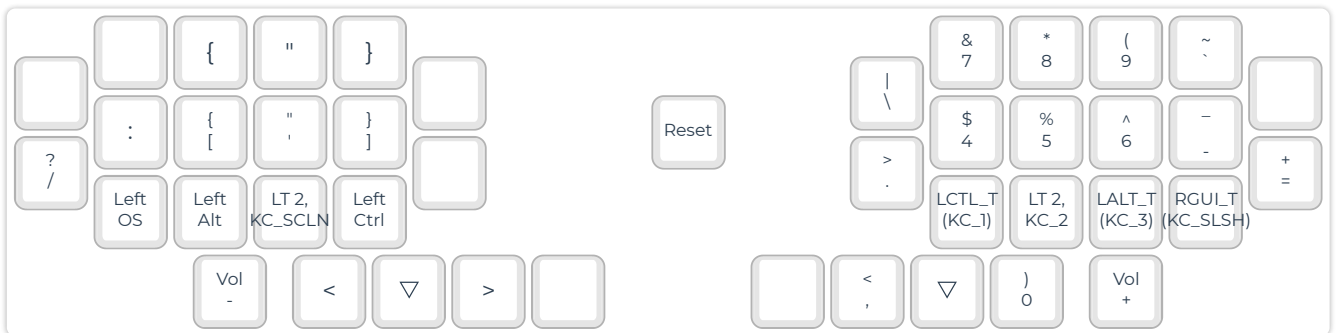 { " } & 7 * 8 ( 9 ~ `
| \
: { [ " ' } ] Reset $ 4 % 5 ^ 6 _ -
? / > . + =
Left OS Left Alt LT 2, KC_SCLN Left Ctrl LCTL_T (KC_1) LT 2, KC_2 LALT_T (KC_3) RGUI_T (KC_SLSH)
Vol - < ▽ > < , ▽ ) 0 Vol +